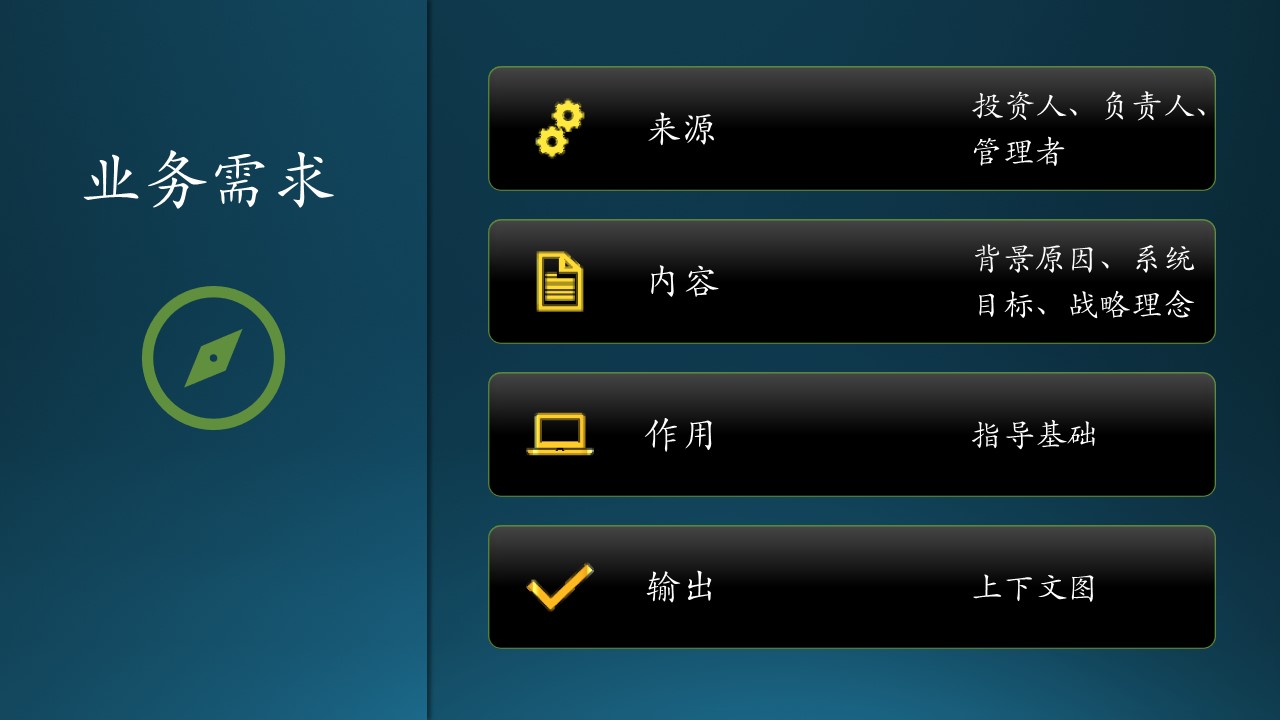 业务需求
来源
投资人、负责人、
管理者
内容
背景原因、系统
目标、战略理念
作用
指导基础
输出
上下文图